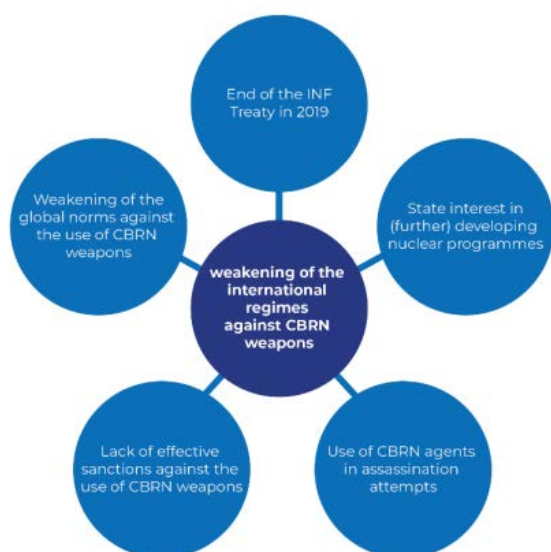 End of the INF
Treaty in 2019
Weakening of the
global norms against
the use of CBRN
weapons
State interest in
(further) developing
nuclear programmes
weakening of the
international
regimes
against CBRN
weapons
Lack of effective
sanctions against the
use of CBRN weapons
Use of CBRN agents
in assassination
attempts